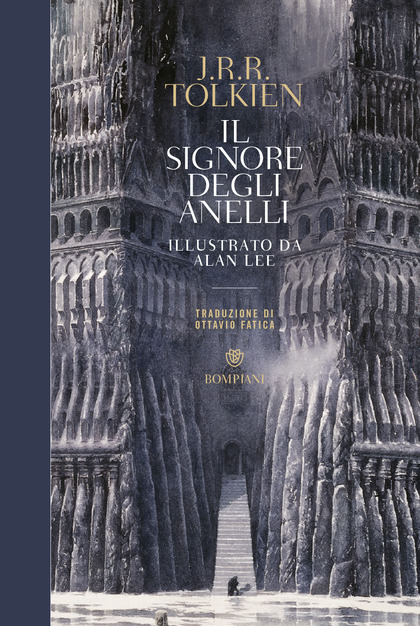 J.R.R.
TOLKIEN
IL
SIGNORE
DEGLI
ANELLI
ILLUSTRATO DA
ALAN LEE
TRADUZIONE DI
OTTAVIO FATICA
BOMPIANI